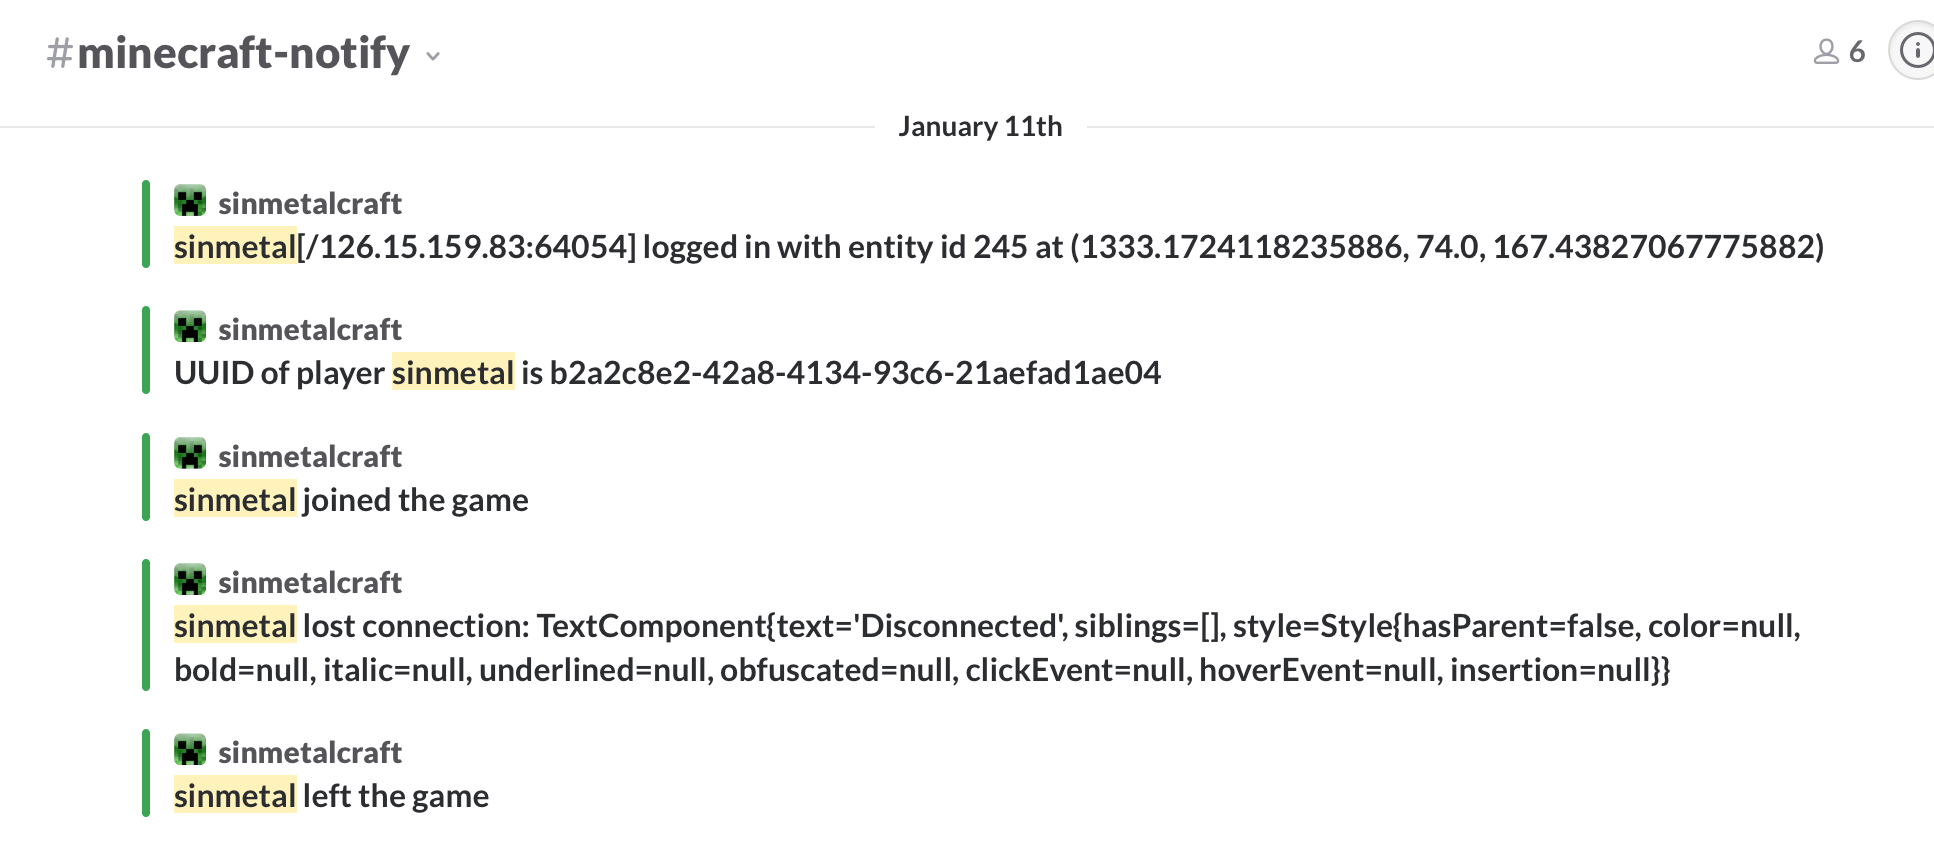 #minecraft-notify
6
January 11th
sinmetalcraft
sinmetal[/126.15.159.83:64054] logged in with entity id 245 at (1333.1724118235886, 74.0, 167.43827067775882)
sinmetalcraft
UUID of player sinmetal is b2a2c8e2-42a8-4134-93c6-21aefad1ae04
sinmetalcraft
sinmetal joined the game
sinmetalcraft
sinmetal lost connection: TextComponent{text='Disconnected', siblings=[], style=Style{hasParent=false, color=null,
bold=null, italic=null, underlined=null, obfuscated=null, clickEvent=null, hoverEvent=null, insertion=null}}
sinmetalcraft
sinmetal left the game